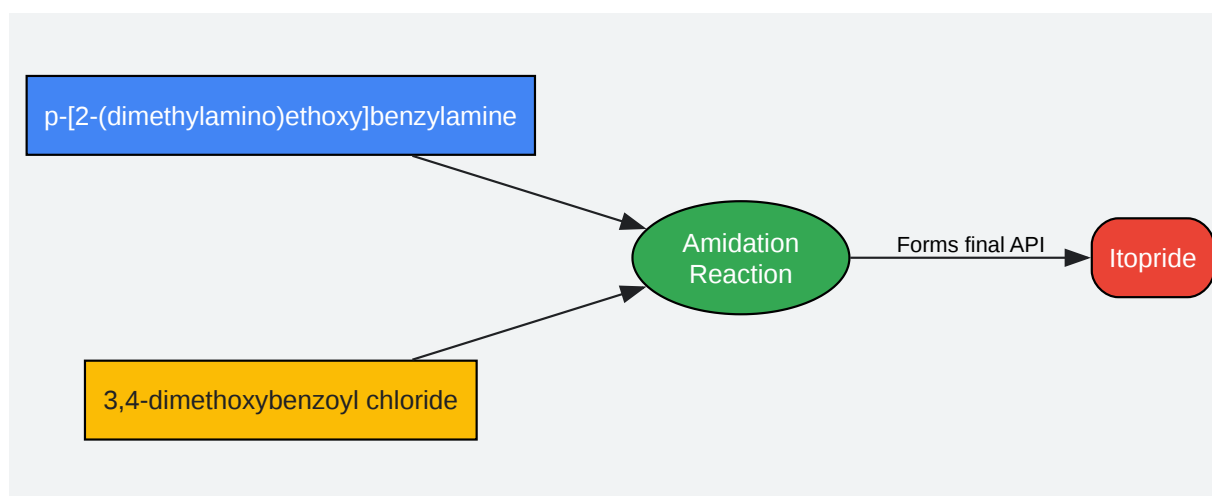 p-[2-(dimethylamino)ethoxy]benzylamine
Amidation
Reaction
Forms final API
Itopride
3,4-dimethoxybenzoyl chloride